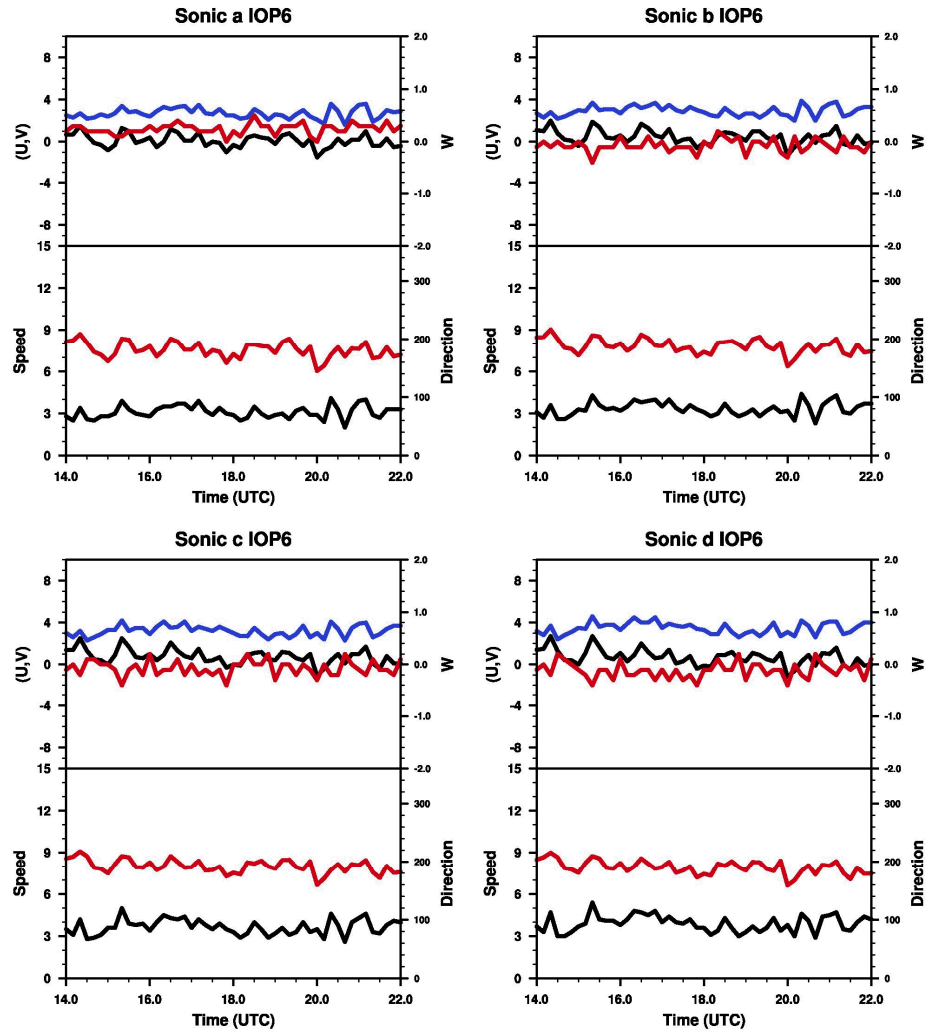 Sonic a IOP6
8
4
0
-4
-8
(U,V)
2.0
1.0
0.0
-1.0
-2.0
W
15
12
9
6
3
0
Speed
300
200
100
0
Direction
14.0 16.0 18.0 20.0 22.0
Time (UTC)
Sonic b IOP6
8
4
0
-4
-8
(U,V)
2.0
1.0
0.0
-1.0
-2.0
W
15
12
9
6
3
0
Speed
300
200
100
0
Direction
14.0 16.0 18.0 20.0 22.0
Time (UTC)
Sonic c IOP6
8
4
0
-4
-8
(U,V)
2.0
1.0
0.0
-1.0
-2.0
W
15
12
9
6
3
0
Speed
300
200
100
0
Direction
14.0 16.0 18.0 20.0 22.0
Time (UTC)
Sonic d IOP6
8
4
0
-4
-8
(U,V)
2.0
1.0
0.0
-1.0
-2.0
W
15
12
9
6
3
0
Speed
300
200
100
0
Direction
14.0 16.0 18.0 20.0 22.0
Time (UTC)